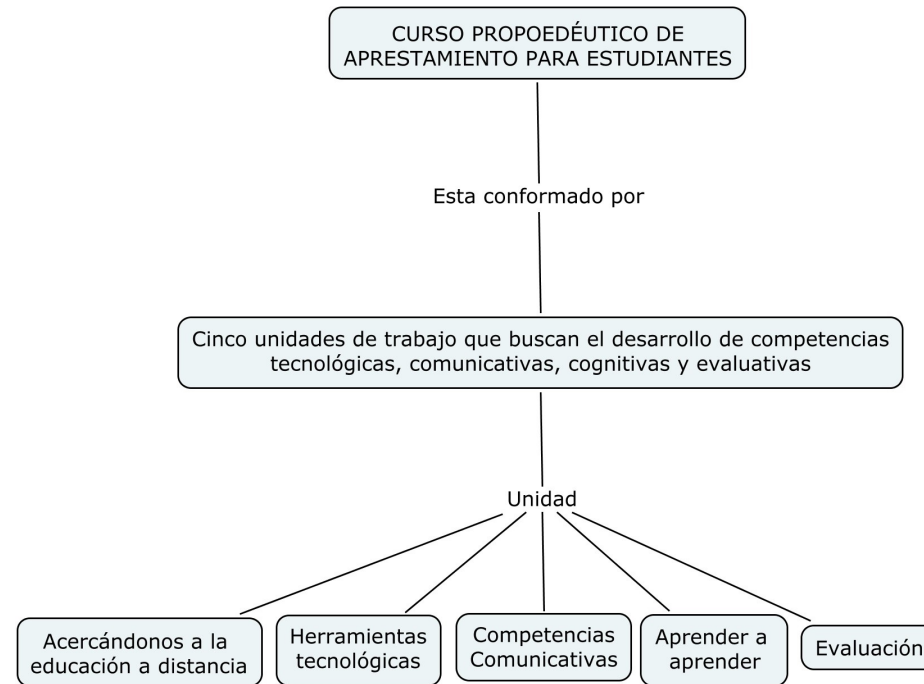 CURSO PROPOEDÉUTICO DE
APRESTAMIENTO PARA ESTUDIANTES
Esta conformado por
Cinco unidades de trabajo que buscan el desarrollo de competencias
tecnológicas, comunicativas, cognitivas y evaluativas
Unidad
Acercándonos a la
educación a distancia
Herramientas
tecnológicas
Competencias
Comunicativas
Aprender a
aprender
Evaluación